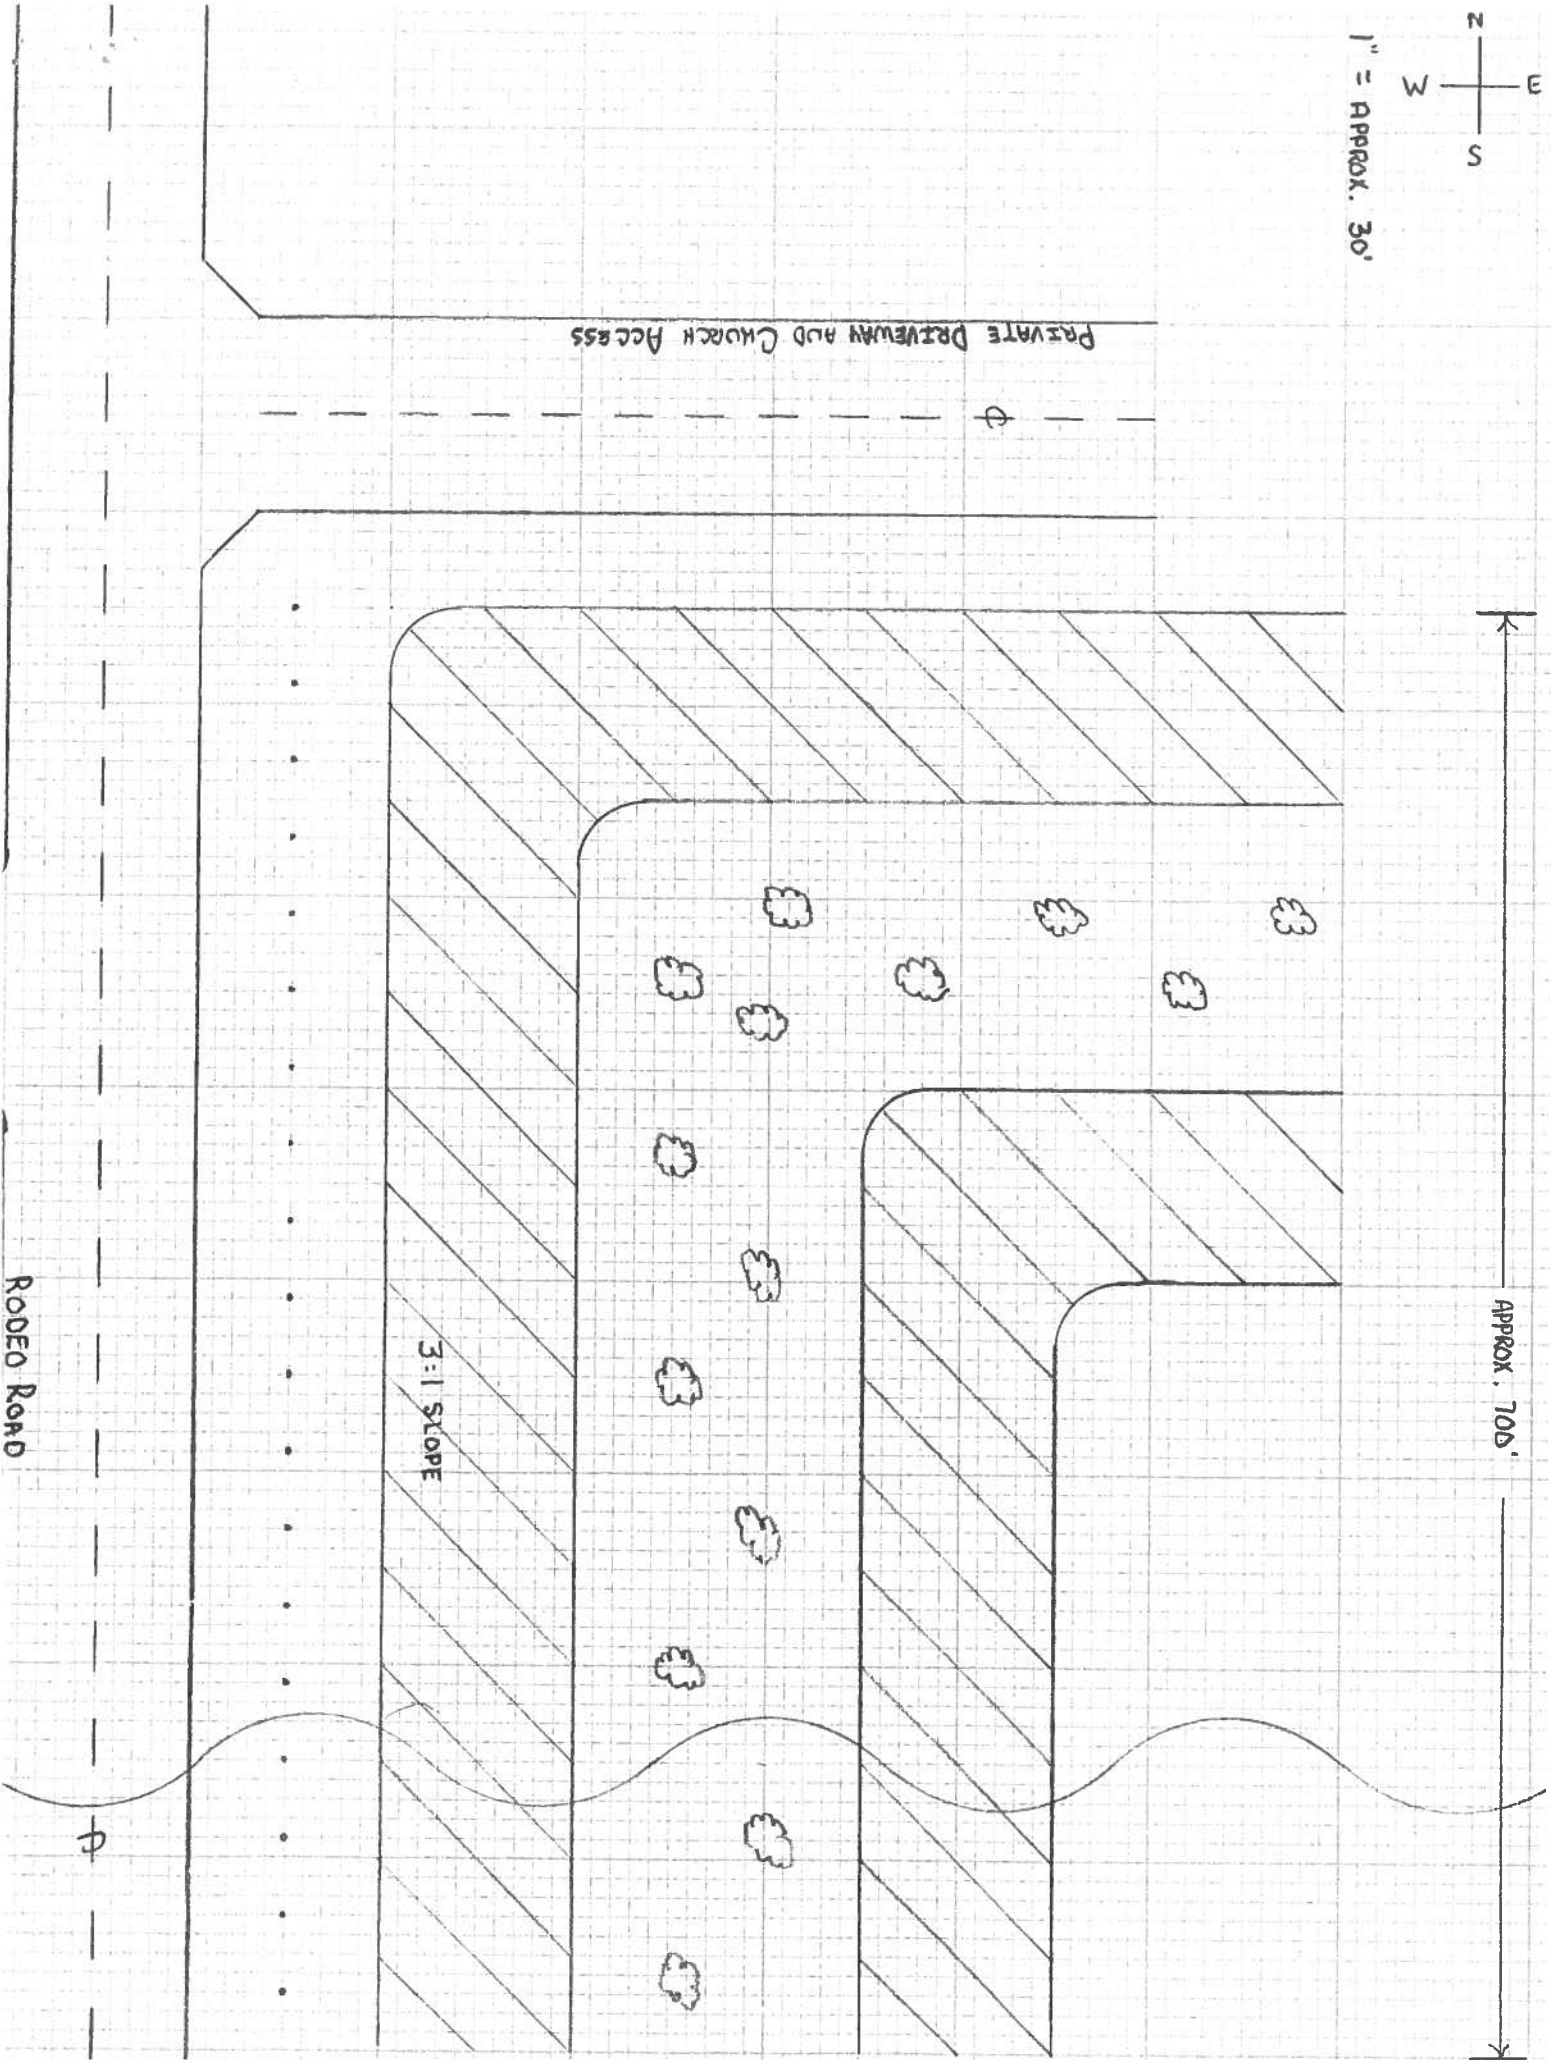 N
W E
S
1" = APPROX. 30'
PRIVATE DRIVEWAY AND CHURCH ACCESS
APPROX. 700'
3:1 SLOPE
RODEO ROAD